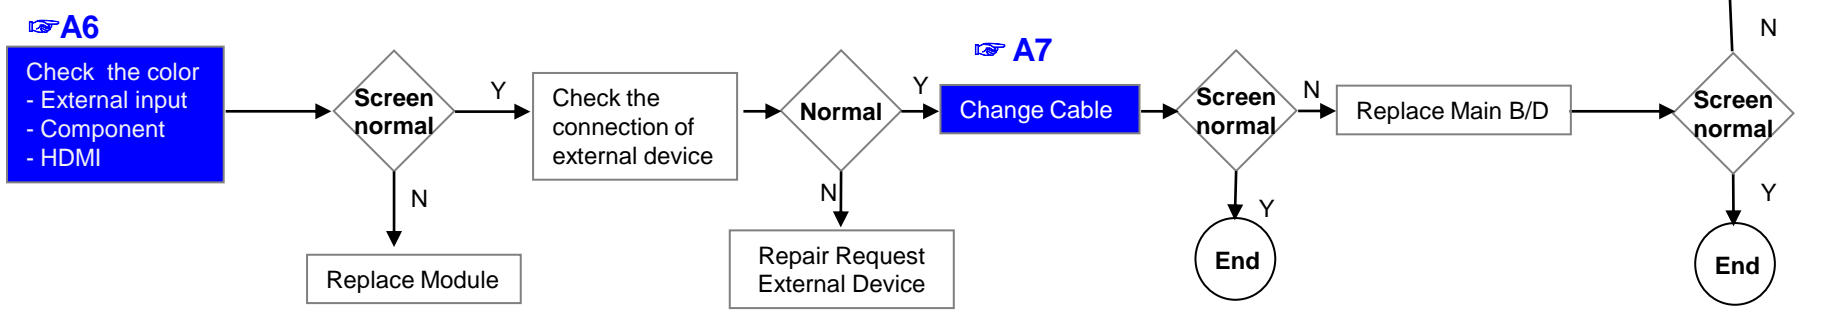 ☞A6
Check the color
- External input
- Component
- HDMI
Screen
normal
Y
N
Replace Module
Check the
connection of
external device
Normal
Y
N
Repair Request
External Device
☞ A7
Change Cable
Screen
normal
N
Y
End
Replace Main B/D
N
Screen
normal
Y
End